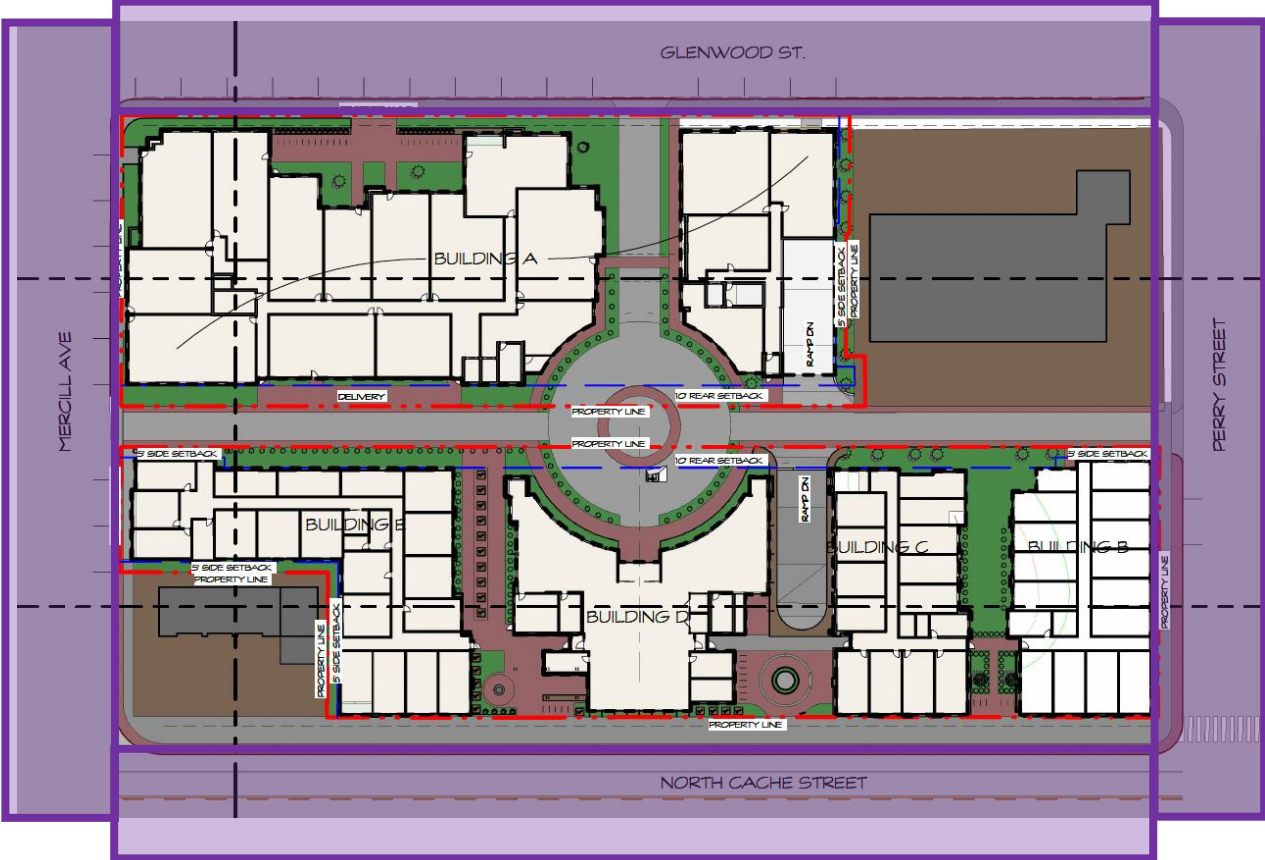 GLENWOOD ST.
BUILDING A
5' SIDE SETBACK
PROPERTY LINE
RAMP DN
MERCILL AVE
PERRY STREET
DELIVERY
10' REAR SETBACK
PROPERTY LINE
PROPERTY LINE
5' SIDE SETBACK
10' REAR SETBACK
5' SIDE SETBACK
RAMP DN
BUILDING E
BUILDING C
BUILDING B
5' SIDE SETBACK
PROPERTY LINE
PROPERTY LINE
BUILDING D
PROPERTY LINE
5' SIDE SETBACK
PROPERTY LINE
NORTH CACHE STREET